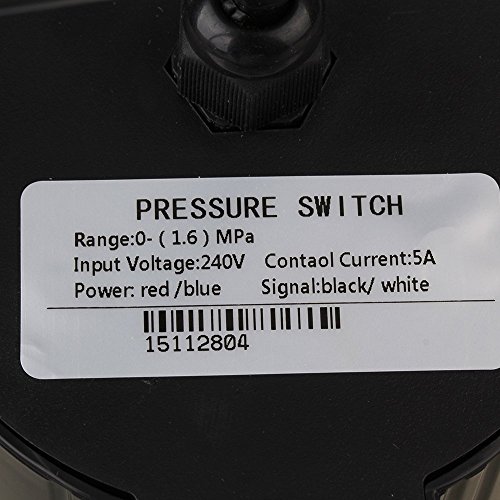 PRESSURE SWITCH
Range:0- ( 1.6 ) MPa
Input Voltage:240V Contaol Current:5A
Power: red /blue Signal:black/ white
15112804